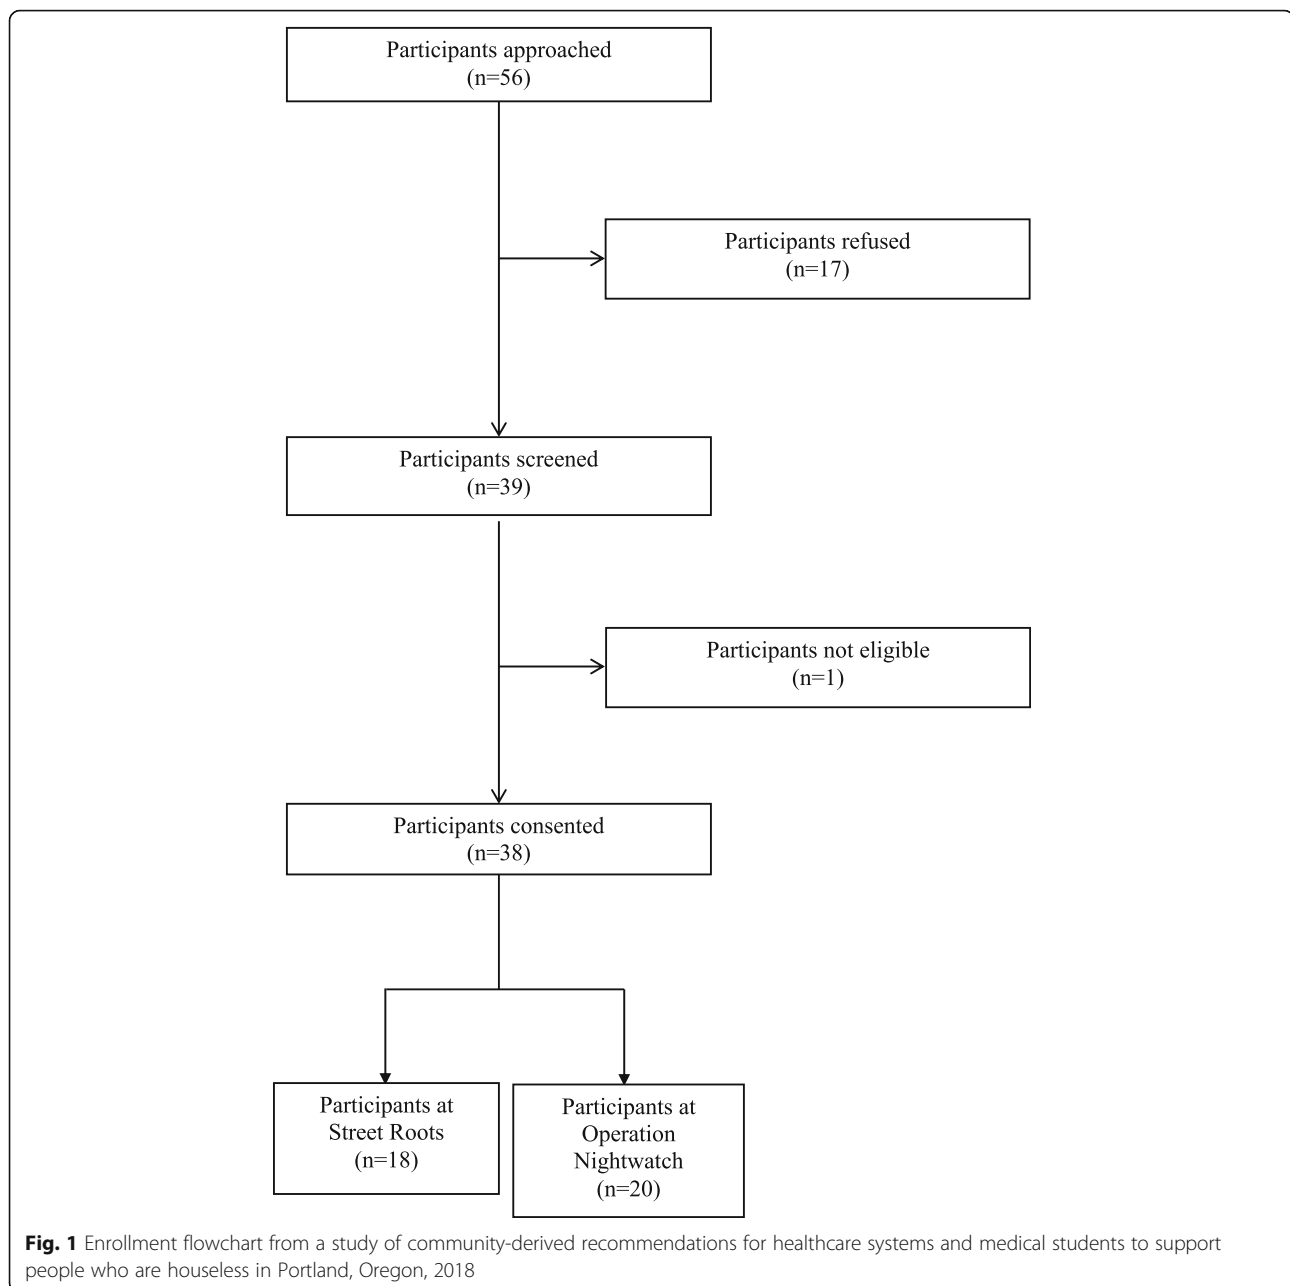 Participants approached
(n=56)
Participants refused
(n=17)
Participants screened
(n=39)
Participants not eligible
(n=1)
Participants consented
(n=38)
Participants at
Street Roots
(n=18)
Participants at
Operation
Nightwatch
(n=20)
Fig. 1 Enrollment flowchart from a study of community-derived recommendations for healthcare systems and medical students to support
people who are houseless in Portland, Oregon, 2018